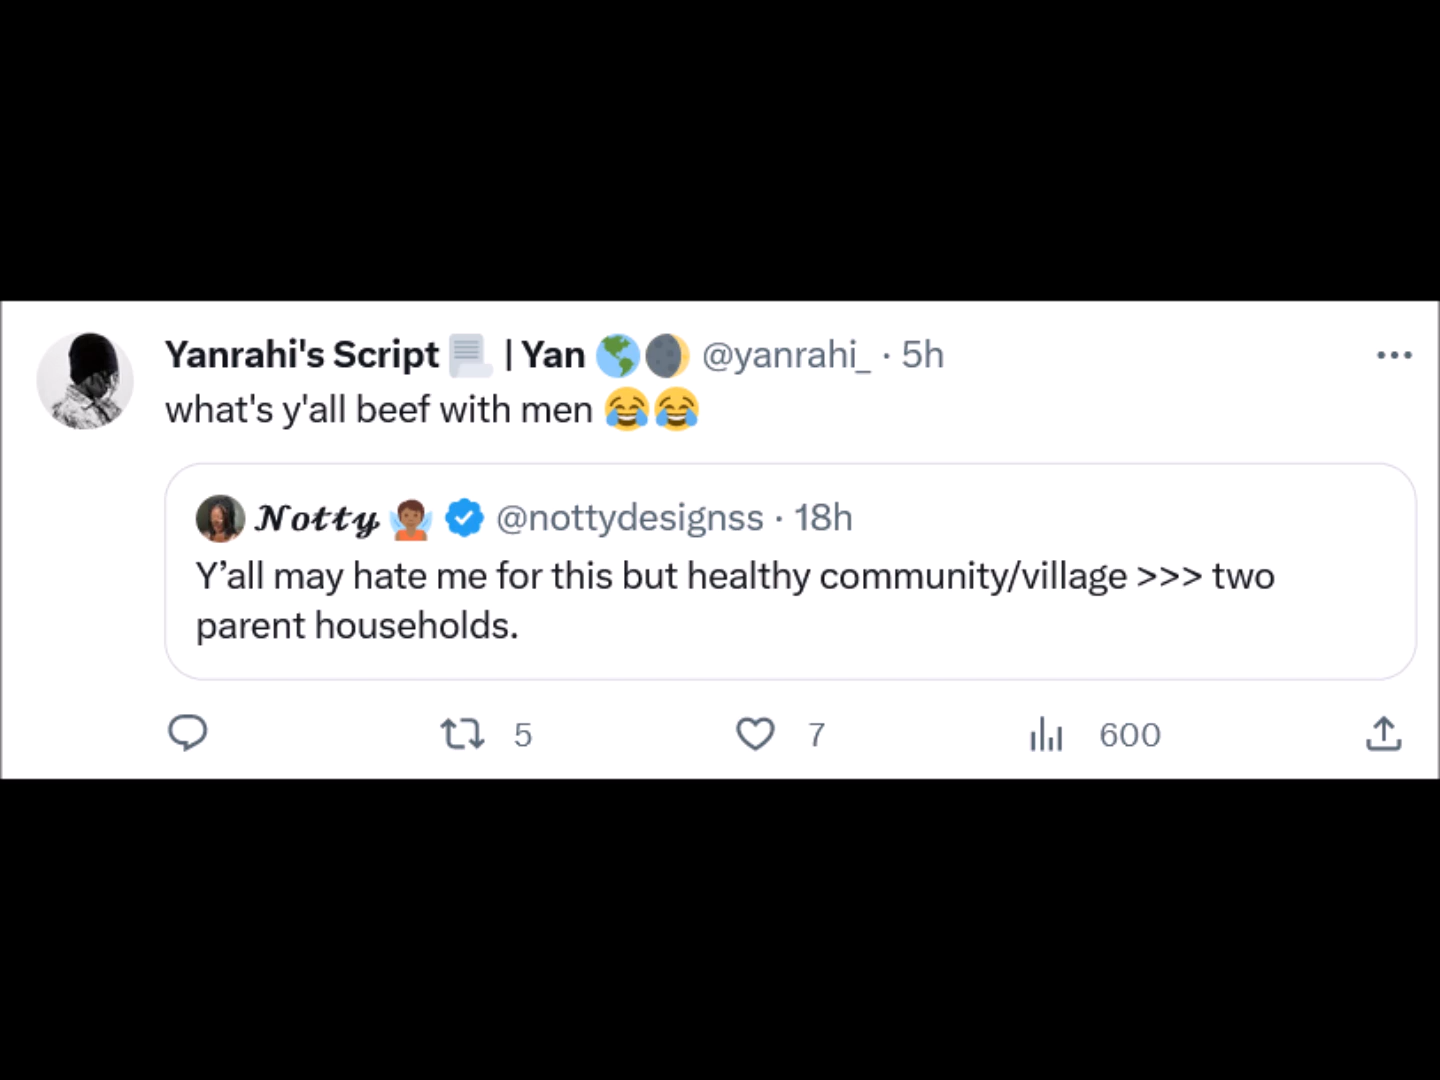 Yanrahi's Script 📃 | Yan 🌎🌒 @yanrahi_ · 5h
what's y'all beef with men 😂😂
𝓝𝓸𝓽𝓽𝔂 🧚🏾 @nottydesignss · 18h
Y’all may hate me for this but healthy community/village >>> two
parent households.
5 7 600